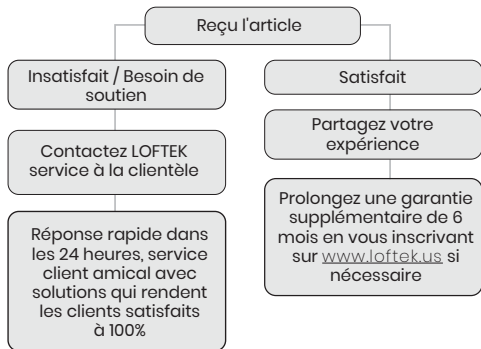 Reçu l'article
Insatisfait / Besoin de
soutien
Contactez LOFTEK
service à la clientèle
Réponse rapide dans
les 24 heures, service
client amical avec
solutions qui rendent
les clients satisfaits
à 100%
Satisfait
Partagez votre
expérience
Prolongez une garantie
supplémentaire de 6
mois en vous inscrivant
sur www.loftek.us si
nécessaire